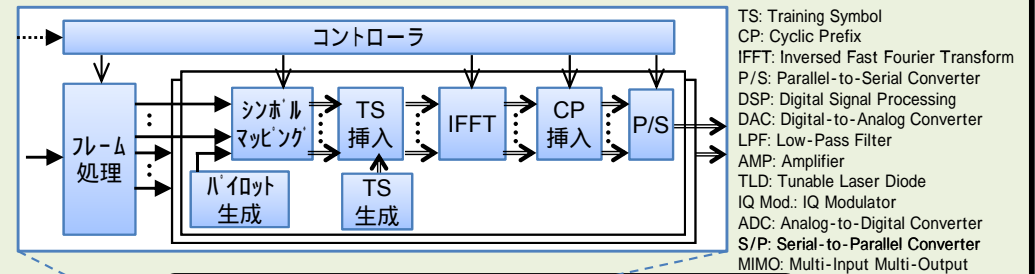 コントローラ
フレーム
処理
シンボル
マッピング
TS
挿入
IFFT
CP
挿入
P/S
パイロット
生成
TS
生成
TS: Training Symbol
CP: Cyclic Prefix
IFFT: Inversed Fast Fourier Transform
P/S: Parallel-to-Serial Converter
DSP: Digital Signal Processing
DAC: Digital-to-Analog Converter
LPF: Low-Pass Filter
AMP: Amplifier
TLD: Tunable Laser Diode
IQ Mod.: IQ Modulator
ADC: Analog-to-Digital Converter
S/P: Serial-to-Parallel Converter
MIMO: Multi-Input Multi-Output